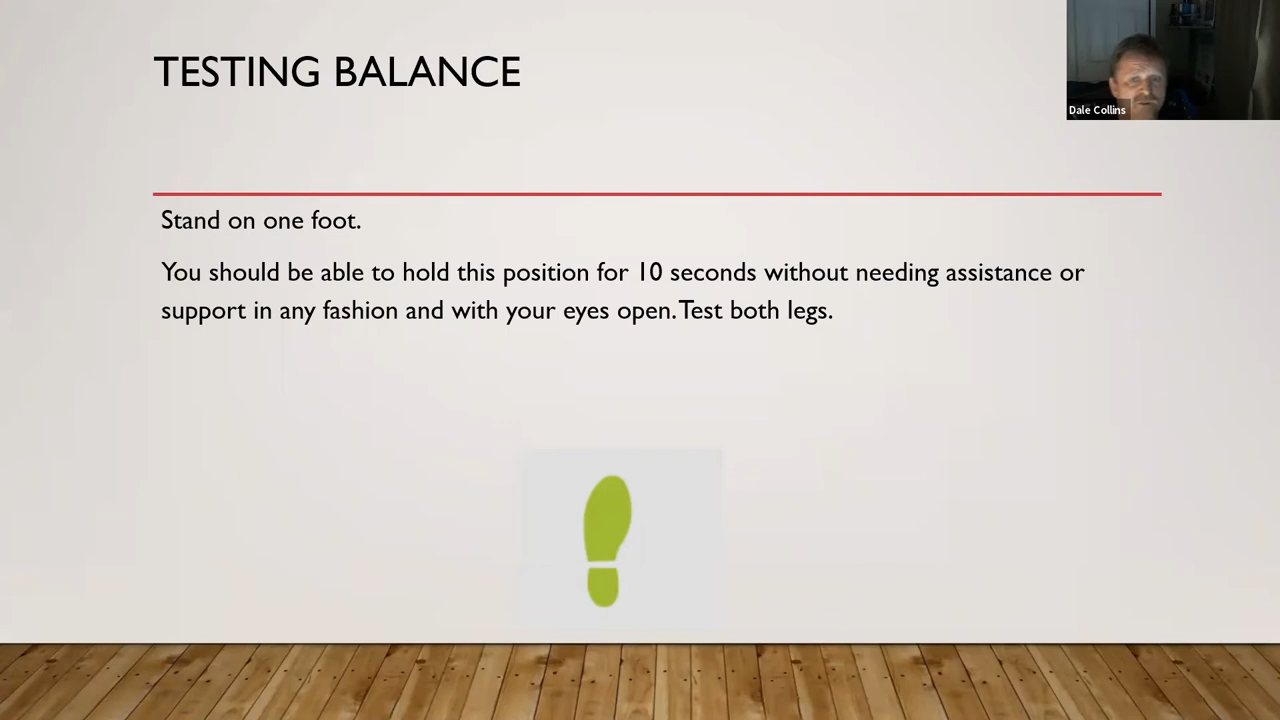 TESTING BALANCE
Dale Collins
Stand on one foot.
You should be able to hold this position for 10 seconds without needing assistance or
support in any fashion and with your eyes open. Test both legs.